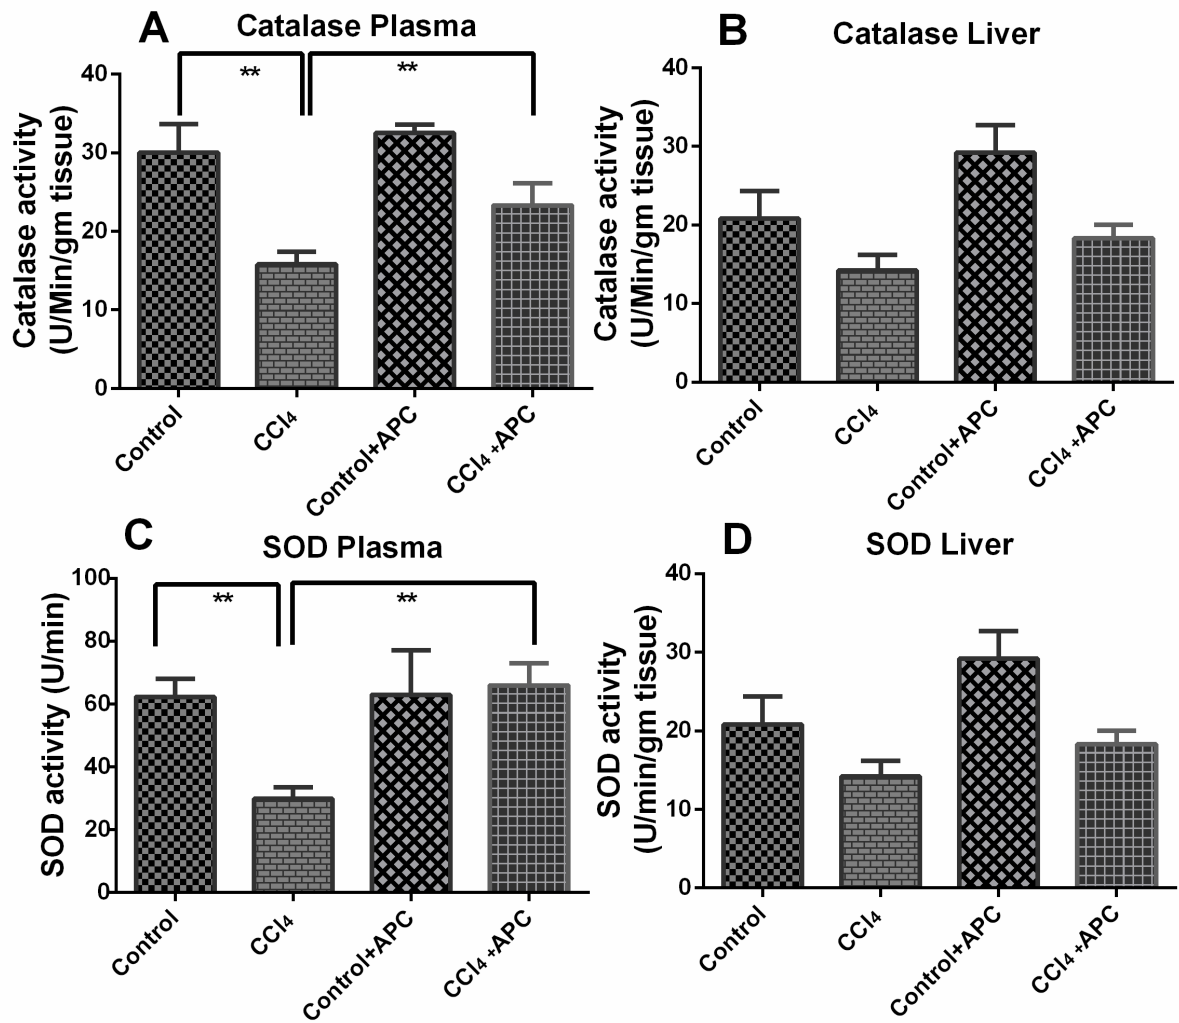 A
Catalase Plasma
**
**
Catalase activity
(U/Min/gm tissue)
40
30
20
10
0
Control
CCl₄
Control+APC
CCl₄+APC
B
Catalase Liver
Catalase activity
(U/Min/gm tissue)
40
30
20
10
0
Control
CCl₄
Control+APC
CCl₄+APC
C
SOD Plasma
**
**
SOD activity (U/min)
100
80
60
40
20
0
Control
CCl₄
Control+APC
CCl₄+APC
D
SOD Liver
SOD activity
(U/min/gm tissue)
40
30
20
10
0
Control
CCl₄
Control+APC
CCl₄+APC